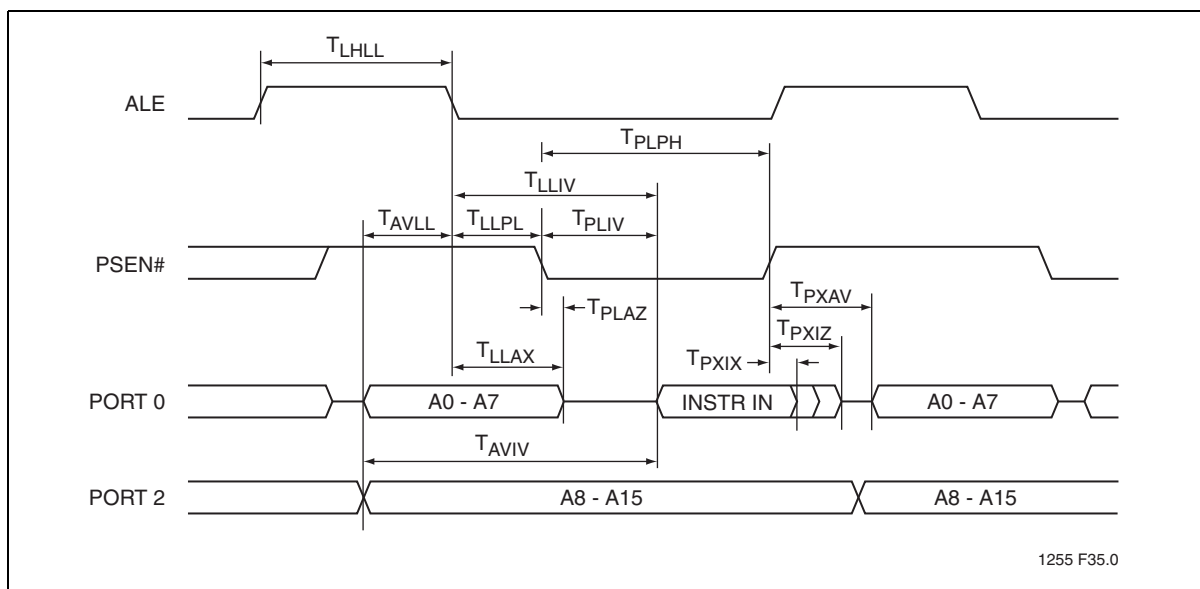 TLHLL
ALE
TPLPH
TLLIV
TAVLL TLLPL TPLIV
PSEN#
TPXAV
TPLAZ
TPXIZ
TLLAX
TPXIX
PORT 0 A0 - A7 INSTR IN A0 - A7
TAVIV
PORT 2 A8 - A15 A8 - A15
1255 F35.0